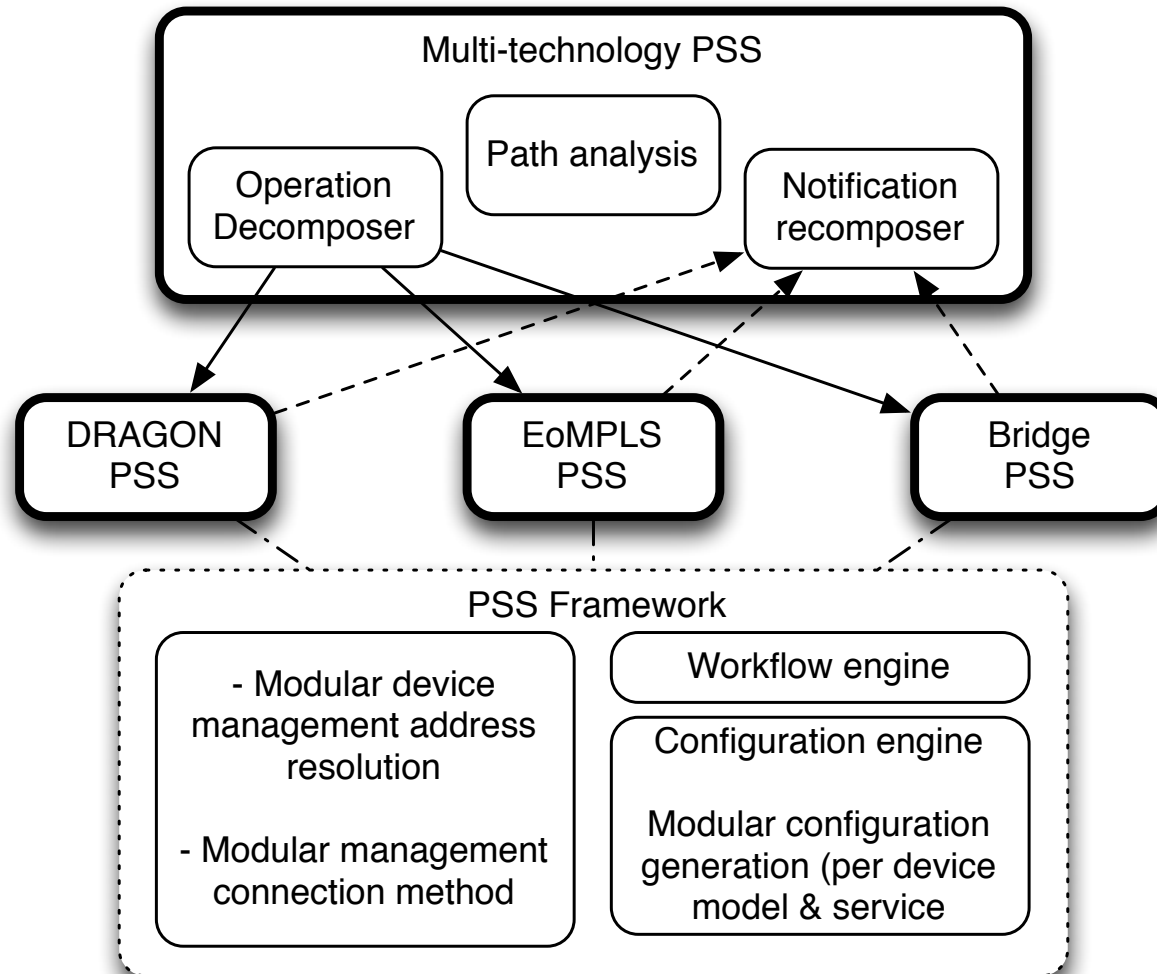 Multi-technology PSS
Path analysis
Operation
Decomposer
Notification
recomposer
DRAGON
PSS
EoMPLS
PSS
Bridge
PSS
PSS Framework
- Modular device
management address
resolution
- Modular management
connection method
Workflow engine
Configuration engine
Modular configuration
generation (per device
model & service